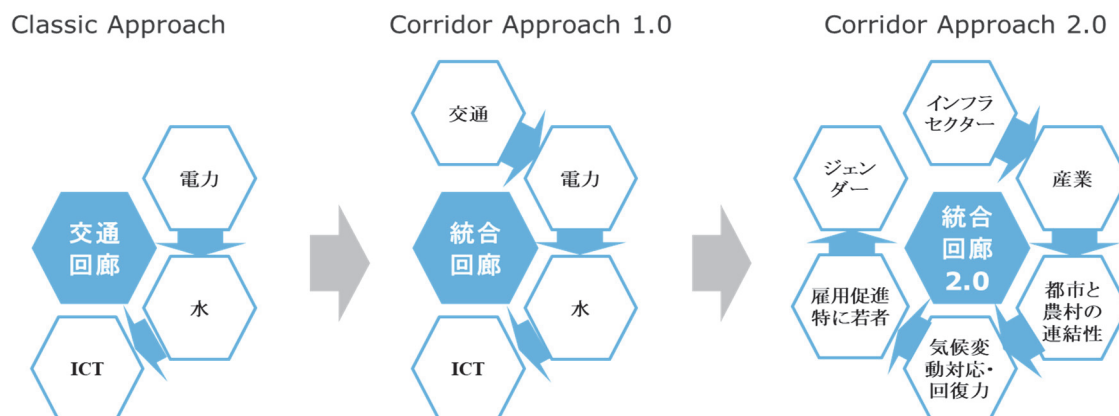 Classic Approach
Corridor Approach 1.0
Corridor Approach 2.0
電力
交通
回廊
水
ICT
交通
電力
統合
回廊
水
ICT
インフラ
セクター
ジェン
ダー
産業
統合
回廊
2.0
雇用促進
特に若者
都市と
農村の
連結性
気候変
動対応・
回復力